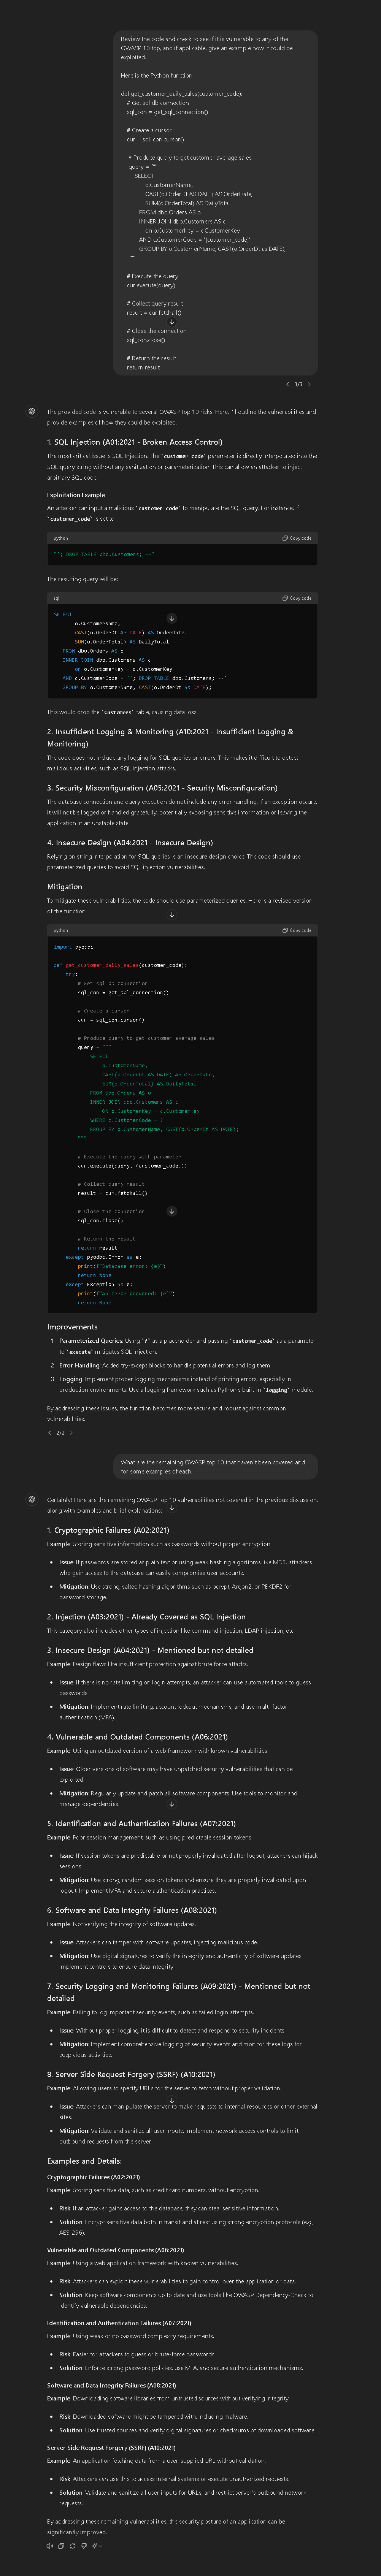 Review the code and check to see if it is vulnerable to any of the
OWASP 10 top, and if applicable, give an example how it could be
exploited.
Here is the Python function:
def get_customer_daily_sales(customer_code):
# Get sql db connection
sql_con = get_sql_connection()
# Create a cursor
cur = sql_con.cursor()
# Produce query to get customer average sales
query = f"""
SELECT
o.CustomerName,
CAST(o.OrderDt AS DATE) AS OrderDate,
SUM(o.OrderTotal) AS DailyTotal
FROM dbo.Orders AS o
INNER JOIN dbo.Customers AS c
on o.CustomerKey = c.CustomerKey
AND c.CustomerCode = '{customer_code}'
GROUP BY o.CustomerName, CAST(o.OrderDt as DATE);
"""
# Execute the query
cur.execute(query)
# Collect query result
result = cur.fetchall()
# Close the connection
sql_con.close()
# Return the result
return result
3/3
The provided code is vulnerable to several OWASP Top 10 risks. Here, I'll outline the vulnerabilities and
provide examples of how they could be exploited.
1. SQL Injection (A01:2021 - Broken Access Control)
The most critical issue is SQL Injection. The "customer_code" parameter is directly interpolated into the
SQL query string without any sanitization or parameterization. This can allow an attacker to inject
arbitrary SQL code.
Exploitation Example
An attacker can input a malicious "customer_code" to manipulate the SQL query. For instance, if
"customer_code" is set to:
python Copy code
"'; DROP TABLE dbo.Customers; --"
The resulting query will be:
sql Copy code
SELECT
o.CustomerName,
CAST(o.OrderDt AS DATE) AS OrderDate,
SUM(o.OrderTotal) AS DailyTotal
FROM dbo.Orders AS o
INNER JOIN dbo.Customers AS c
on o.CustomerKey = c.CustomerKey
AND c.CustomerCode = ''; DROP TABLE dbo.Customers; --'
GROUP BY o.CustomerName, CAST(o.OrderDt as DATE);
This would drop the "Customers" table, causing data loss.
2. Insufficient Logging & Monitoring (A10:2021 - Insufficient Logging &
Monitoring)
The code does not include any logging for SQL queries or errors. This makes it difficult to detect
malicious activities, such as SQL injection attacks.
3. Security Misconfiguration (A05:2021 - Security Misconfiguration)
The database connection and query execution do not include any error handling. If an exception occurs,
it will not be logged or handled gracefully, potentially exposing sensitive information or leaving the
application in an unstable state.
4. Insecure Design (A04:2021 - Insecure Design)
Relying on string interpolation for SQL queries is an insecure design choice. The code should use
parameterized queries to avoid SQL injection vulnerabilities.
Mitigation
To mitigate these vulnerabilities, the code should use parameterized queries. Here is a revised version
of the function:
python Copy code
import pyodbc
def get_customer_daily_sales(customer_code):
try:
# Get sql db connection
sql_con = get_sql_connection()
# Create a cursor
cur = sql_con.cursor()
# Produce query to get customer average sales
query = """
SELECT
o.CustomerName,
CAST(o.OrderDt AS DATE) AS OrderDate,
SUM(o.OrderTotal) AS DailyTotal
FROM dbo.Orders AS o
INNER JOIN dbo.Customers AS c
ON o.CustomerKey = c.CustomerKey
WHERE c.CustomerCode = ?
GROUP BY o.CustomerName, CAST(o.OrderDt AS DATE);
"""
# Execute the query with parameter
cur.execute(query, (customer_code,))
# Collect query result
result = cur.fetchall()
# Close the connection
sql_con.close()
# Return the result
return result
except pyodbc.Error as e:
print(f"Database error: {e}")
return None
except Exception as e:
print(f"An error occurred: {e}")
return None
Improvements
1. Parameterized Queries: Using "?" as a placeholder and passing "customer_code" as a parameter
to "execute" mitigates SQL injection.
2. Error Handling: Added try-except blocks to handle potential errors and log them.
3. Logging: Implement proper logging mechanisms instead of printing errors, especially in
production environments. Use a logging framework such as Python's built-in "logging" module.
By addressing these issues, the function becomes more secure and robust against common
vulnerabilities.
2/2
What are the remaining OWASP top 10 that haven't been covered and
for some examples of each.
Certainly! Here are the remaining OWASP Top 10 vulnerabilities not covered in the previous discussion,
along with examples and brief explanations:
1. Cryptographic Failures (A02:2021)
Example: Storing sensitive information such as passwords without proper encryption.
• Issue: If passwords are stored as plain text or using weak hashing algorithms like MD5, attackers
who gain access to the database can easily compromise user accounts.
• Mitigation: Use strong, salted hashing algorithms such as bcrypt, Argon2, or PBKDF2 for
password storage.
2. Injection (A03:2021) - Already Covered as SQL Injection
This category also includes other types of injection like command injection, LDAP injection, etc.
3. Insecure Design (A04:2021) - Mentioned but not detailed
Example: Design flaws like insufficient protection against brute force attacks.
• Issue: If there is no rate limiting on login attempts, an attacker can use automated tools to guess
passwords.
• Mitigation: Implement rate limiting, account lockout mechanisms, and use multi-factor
authentication (MFA).
4. Vulnerable and Outdated Components (A06:2021)
Example: Using an outdated version of a web framework with known vulnerabilities.
• Issue: Older versions of software may have unpatched security vulnerabilities that can be
exploited.
• Mitigation: Regularly update and patch all software components. Use tools to monitor and
manage dependencies.
5. Identification and Authentication Failures (A07:2021)
Example: Poor session management, such as using predictable session tokens.
• Issue: If session tokens are predictable or not properly invalidated after logout, attackers can hijack
sessions.
• Mitigation: Use strong, random session tokens and ensure they are properly invalidated upon
logout. Implement MFA and secure authentication practices.
6. Software and Data Integrity Failures (A08:2021)
Example: Not verifying the integrity of software updates.
• Issue: Attackers can tamper with software updates, injecting malicious code.
• Mitigation: Use digital signatures to verify the integrity and authenticity of software updates.
Implement controls to ensure data integrity.
7. Security Logging and Monitoring Failures (A09:2021) - Mentioned but not
detailed
Example: Failing to log important security events, such as failed login attempts.
• Issue: Without proper logging, it is difficult to detect and respond to security incidents.
• Mitigation: Implement comprehensive logging of security events and monitor these logs for
suspicious activities.
8. Server-Side Request Forgery (SSRF) (A10:2021)
Example: Allowing users to specify URLs for the server to fetch without proper validation.
• Issue: Attackers can manipulate the server to make requests to internal resources or other external
sites.
• Mitigation: Validate and sanitize all user inputs. Implement network access controls to limit
outbound requests from the server.
Examples and Details:
Cryptographic Failures (A02:2021)
Example: Storing sensitive data, such as credit card numbers, without encryption.
• Risk: If an attacker gains access to the database, they can steal sensitive information.
• Solution: Encrypt sensitive data both in transit and at rest using strong encryption protocols (e.g.,
AES-256).
Vulnerable and Outdated Components (A06:2021)
Example: Using a web application framework with known vulnerabilities.
• Risk: Attackers can exploit these vulnerabilities to gain control over the application or data.
• Solution: Keep software components up to date and use tools like OWASP Dependency-Check to
identify vulnerable dependencies.
Identification and Authentication Failures (A07:2021)
Example: Using weak or no password complexity requirements.
• Risk: Easier for attackers to guess or brute-force passwords.
• Solution: Enforce strong password policies, use MFA, and secure authentication mechanisms.
Software and Data Integrity Failures (A08:2021)
Example: Downloading software libraries from untrusted sources without verifying integrity.
• Risk: Downloaded software might be tampered with, including malware.
• Solution: Use trusted sources and verify digital signatures or checksums of downloaded software.
Server-Side Request Forgery (SSRF) (A10:2021)
Example: An application fetching data from a user-supplied URL without validation.
• Risk: Attackers can use this to access internal systems or execute unauthorized requests.
• Solution: Validate and sanitize all user inputs for URLs, and restrict server's outbound network
requests.
By addressing these remaining vulnerabilities, the security posture of an application can be
significantly improved.